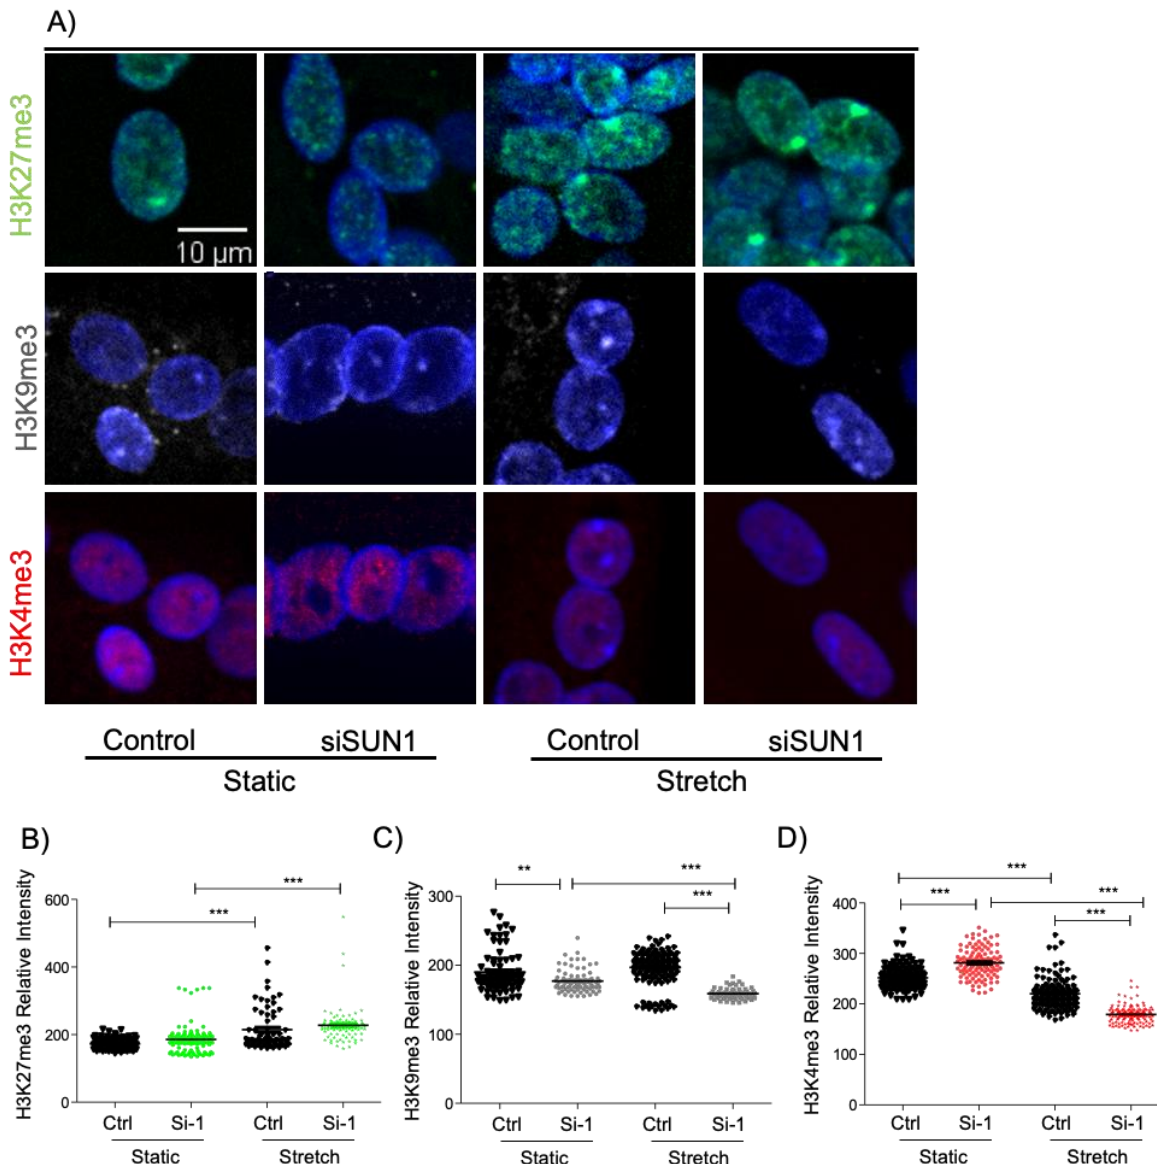 A)
H3K27me3
10 µm
H3K9me3
H3K4me3
Control siSUN1 Control siSUN1
Static Stretch
B)
H3K27me3 Relative Intensity
600
400
200
0
***
***
Ctrl Si-1 Ctrl Si-1
Static Stretch
C)
H3K9me3 Relative Intensity
300
200
100
0
**
***
***
Ctrl Si-1 Ctrl Si-1
Static Stretch
D)
H3K4me3 Relative Intensity
400
300
200
100
0
***
***
***
***
Ctrl Si-1 Ctrl Si-1
Static Stretch